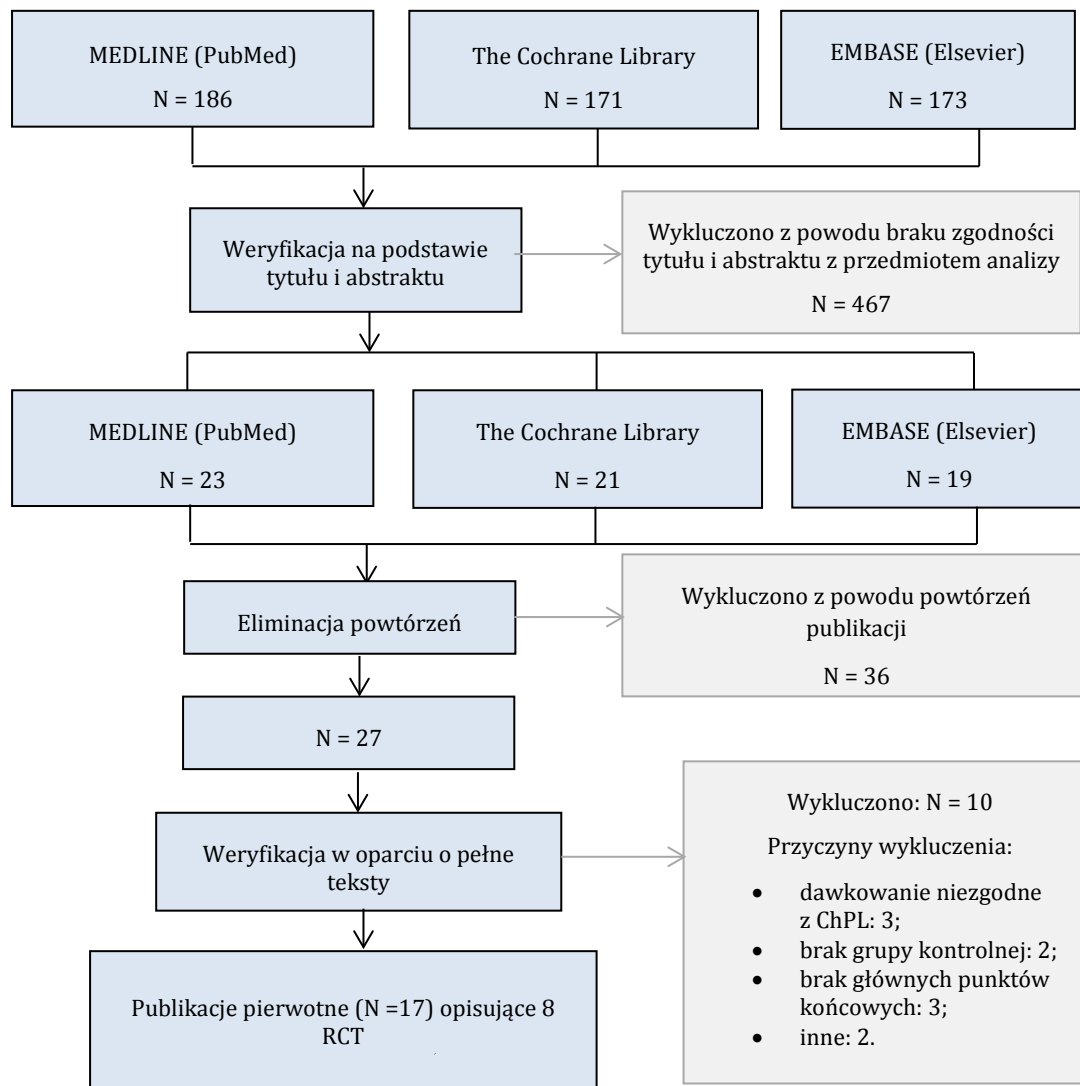 MEDLINE (PubMed)
N = 186
The Cochrane Library
N = 171
EMBASE (Elsevier)
N = 173
Weryfikacja na podstawie
tytułu i abstraktu
Wykluczono z powodu braku zgodności
tytułu i abstraktu z przedmiotem analizy
N = 467
MEDLINE (PubMed)
N = 23
The Cochrane Library
N = 21
EMBASE (Elsevier)
N = 19
Eliminacja powtórzeń
Wykluczono z powodu powtórzeń
publikacji
N = 36
N = 27
Weryfikacja w oparciu o pełne
teksty
Wykluczono: N = 10
Przyczyny wykluczenia:
• dawkowanie niezgodne
z ChPL: 3;
• brak grupy kontrolnej: 2;
• brak głównych punktów
końcowych: 3;
• inne: 2.
Publikacje pierwotne (N =17) opisujące 8
RCT